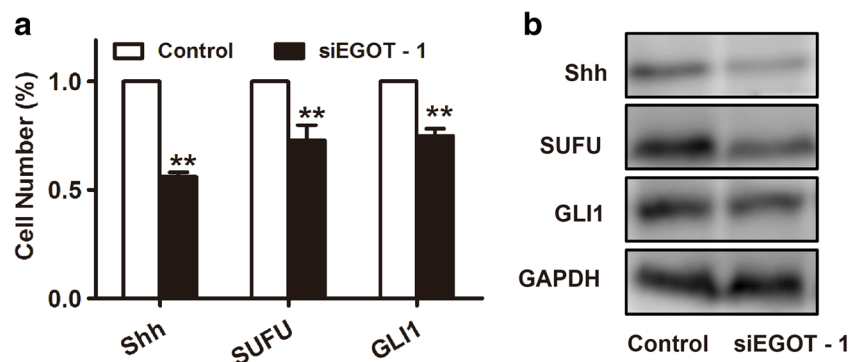 a
Control
siEGOT - 1
Cell Number (%)
1.0
0.5
0.0
**
**
**
Shh
SUFU
GLI1
b
Shh
SUFU
GLI1
GAPDH
Control
siEGOT - 1